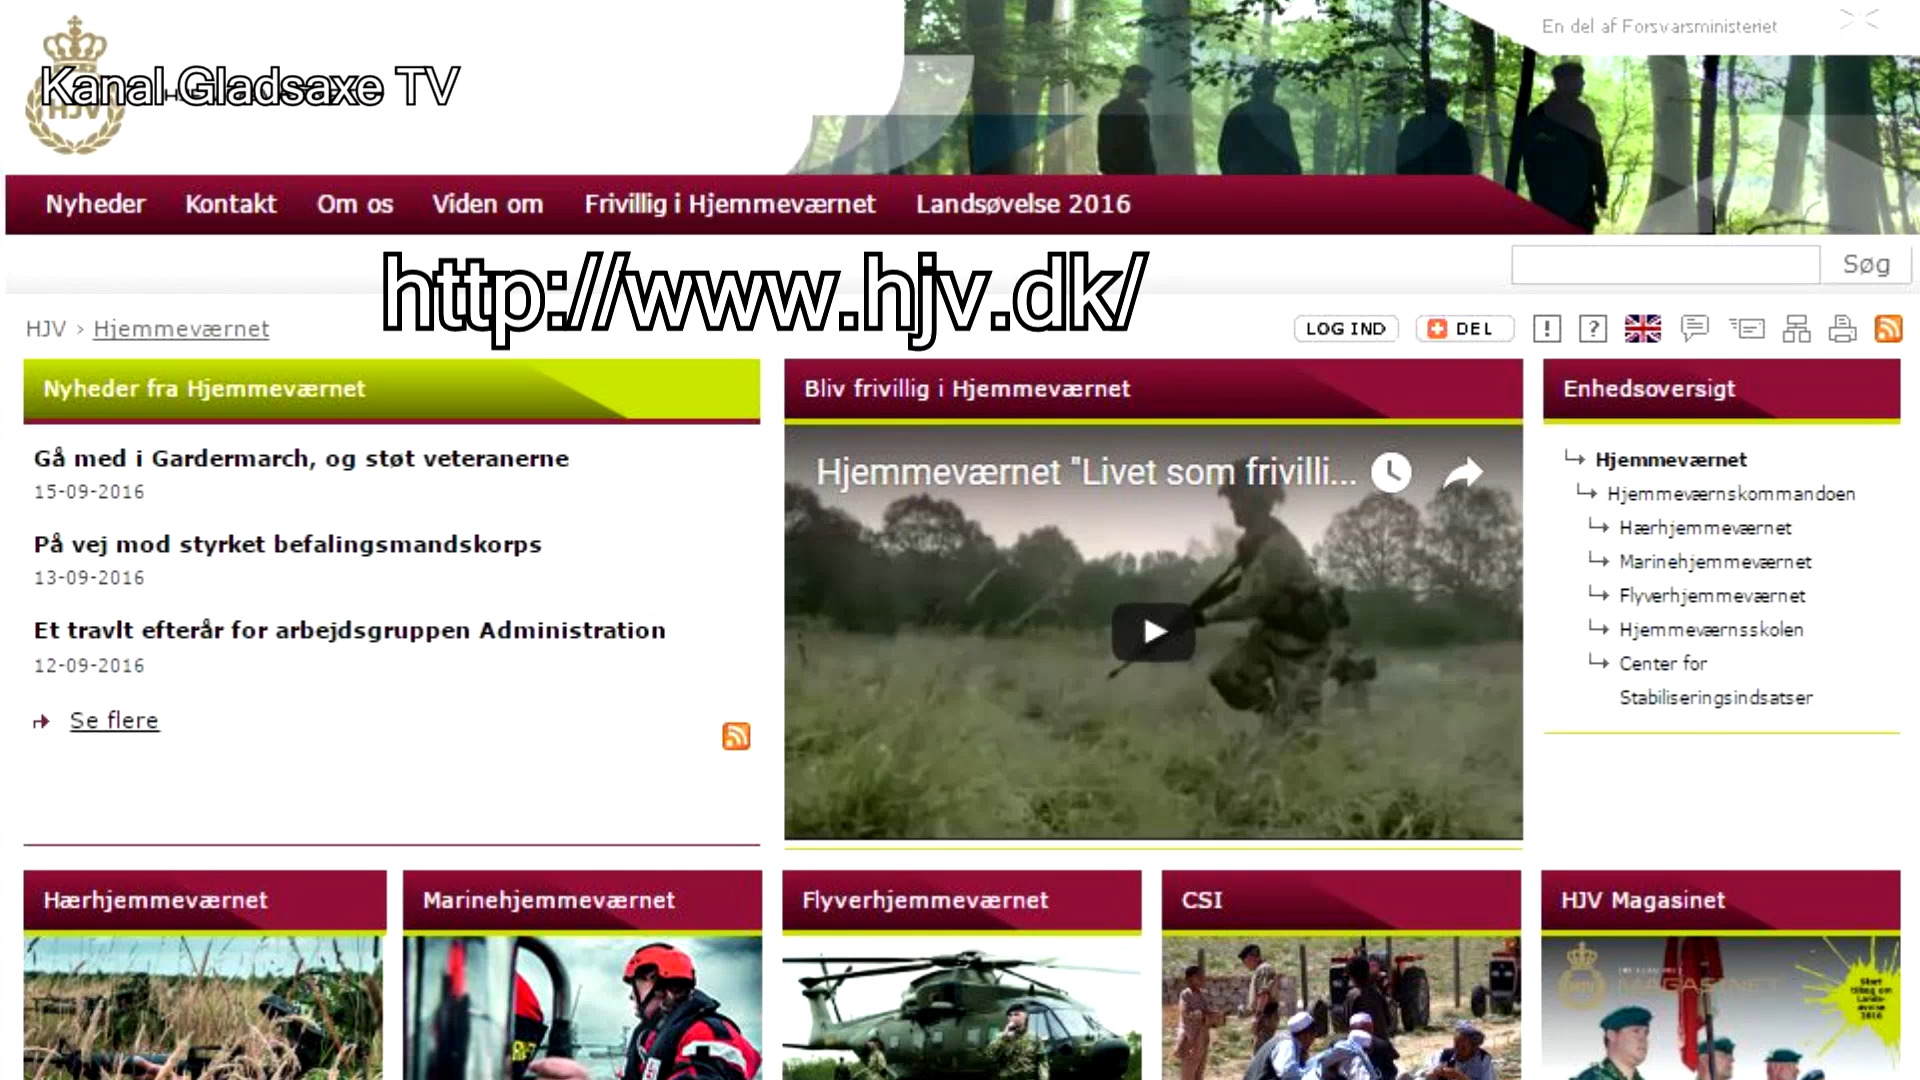 En del af Forsvarsministeriet
Kanal Gladsaxe TV
HJV
Nyheder Kontakt Om os Viden om Frivillig i Hjemmeværnet Landsøvelse 2016
http://www.hjv.dk/
Søg
HJV › Hjemmeværnet
LOG IND DEL ! ?
Nyheder fra Hjemmeværnet
Gå med i Gardermarch, og støt veteranerne
15-09-2016
På vej mod styrket befalingsmandskorps
13-09-2016
Et travlt efterår for arbejdsgruppen Administration
12-09-2016
Se flere
Bliv frivillig i Hjemmeværnet
Hjemmeværnet "Livet som frivilli...
Enhedsoversigt
Hjemmeværnet
Hjemmeværnskommandoen
Hærhjemmeværnet
Marinehjemmeværnet
Flyverhjemmeværnet
Hjemmeværnsskolen
Center for
Stabiliseringsindsatser
Hærhjemmeværnet
Marinehjemmeværnet
Flyverhjemmeværnet
CSI
HJV Magasinet
MAGASINET